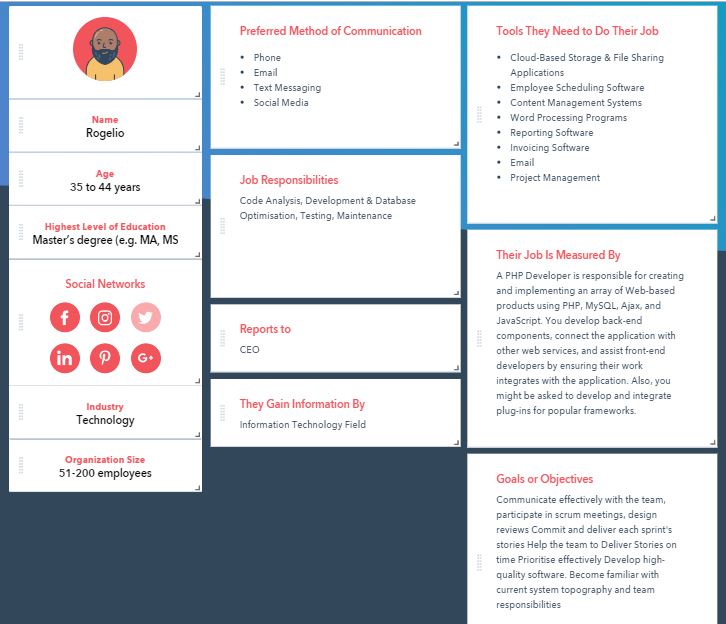 Name
Rogelio
Age
35 to 44 years
Highest Level of Education
Master's degree (e.g. MA, MS
Social Networks
f
in
G+
Industry
Technology
Organization Size
51-200 employees
Preferred Method of Communication
• Phone
• Email
• Text Messaging
• Social Media
Job Responsibilities
Code Analysis, Development & Database
Optimisation, Testing, Maintenance
Reports to
CEO
They Gain Information By
Information Technology Field
Tools They Need to Do Their Job
• Cloud-Based Storage & File Sharing
Applications
• Employee Scheduling Software
• Content Management Systems
• Word Processing Programs
• Reporting Software
• Invoicing Software
• Email
• Project Management
Their Job Is Measured By
A PHP Developer is responsible for creating
and implementing an array of Web-based
products using PHP, MySQL, Ajax, and
JavaScript. You develop back-end
components, connect the application with
other web services, and assist front-end
developers by ensuring their work
integrates with the application. Also, you
might be asked to develop and integrate
plug-ins for popular frameworks.
Goals or Objectives
Communicate effectively with the team,
participate in scrum meetings, design
reviews Commit and deliver each sprint's
stories Help the team to Deliver Stories on
time Prioritise effectively Develop high-
quality software. Become familiar with
current system topography and team
responsibilities